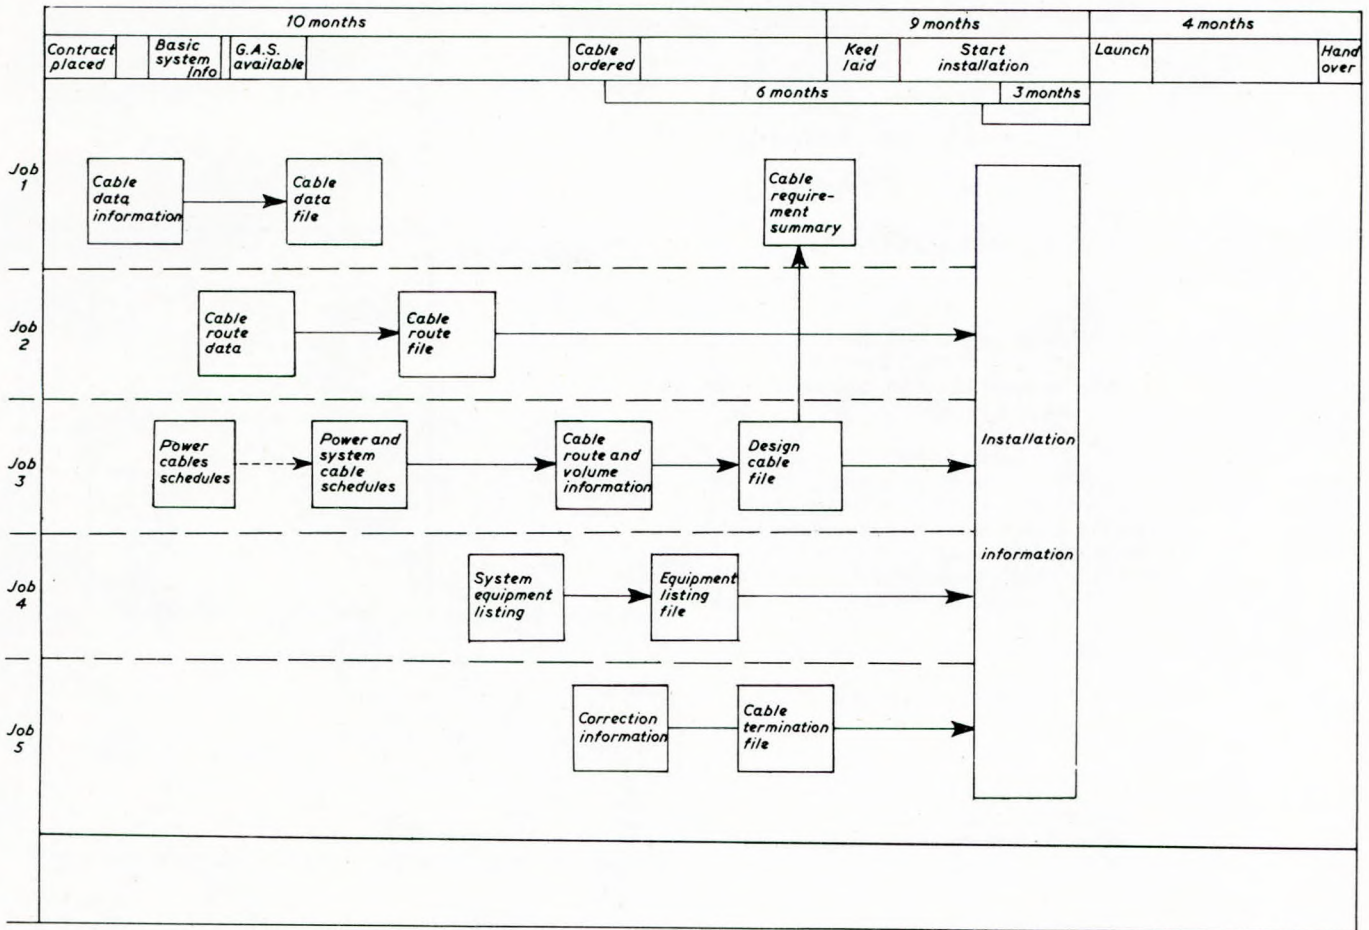 10 months
9 months
4 months
Contract
placed
Basic
system
Info
G.A.S.
available
Cable
ordered
Keel
laid
Start
installation
Launch
Hand
over
6 months
3 months
Job
1
Cable
data
information
Cable
data
file
Cable
require-
ment
summary
Job
2
Cable
route
data
Cable
route
file
Job
3
Power
cables
schedules
Power and
system
cable
schedules
Cable
route and
volume
information
Design
cable
file
Installation
information
Job
4
System
equipment
listing
Equipment
listing
file
Job
5
Correction
information
Cable
termination
file